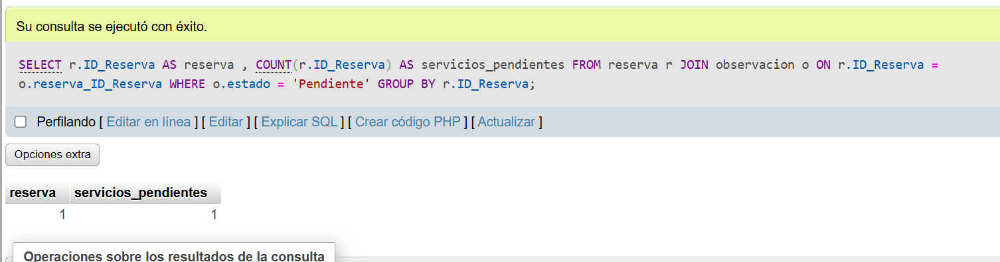 Su consulta se ejecutó con éxito.
SELECT r.ID_Reserva AS reserva , COUNT(r.ID_Reserva) AS servicios_pendientes FROM reserva r JOIN observacion o ON r.ID_Reserva =
o.reserva_ID_Reserva WHERE o.estado = 'Pendiente' GROUP BY r.ID_Reserva;
Perfilando [ Editar en línea ] [ Editar ] [ Explicar SQL ] [ Crear código PHP ] [ Actualizar ]
Opciones extra
reserva servicios_pendientes
1 1
Operaciones sobre los resultados de la consulta